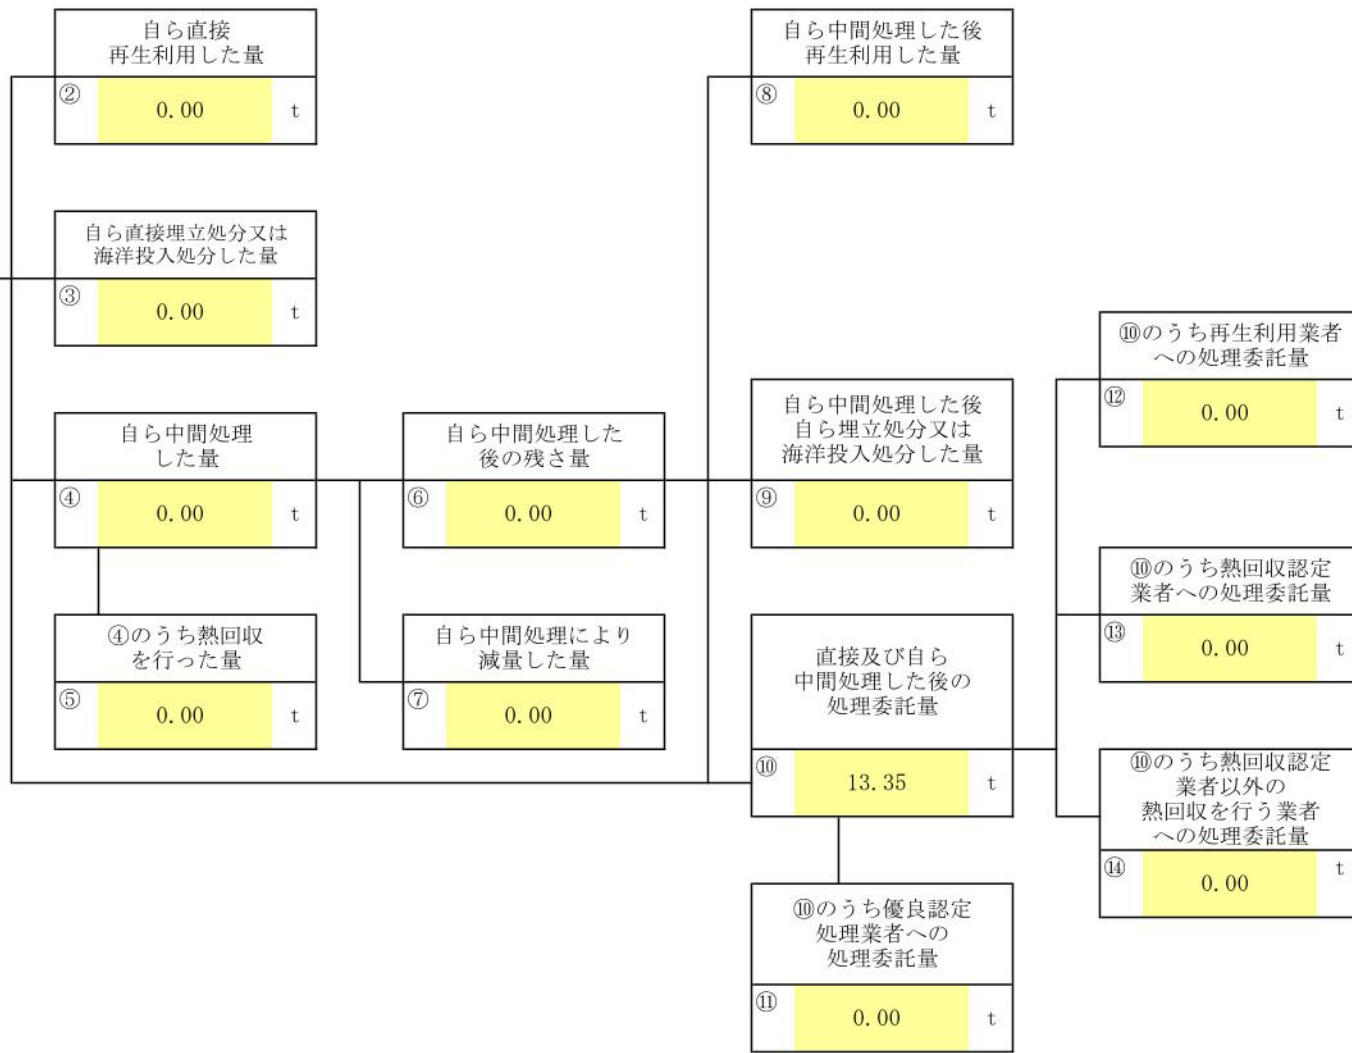 自ら直接
再生利用した量
② 0.00 t
自ら直接埋立処分又は
海洋投入処分した量
③ 0.00 t
自ら中間処理
した量
④ 0.00 t
④のうち熱回収
を行った量
⑤ 0.00 t
自ら中間処理した
後の残さ量
⑥ 0.00 t
自ら中間処理により
減量した量
⑦ 0.00 t
自ら中間処理した後
再生利用した量
⑧ 0.00 t
自ら中間処理した後
自ら埋立処分又は
海洋投入処分した量
⑨ 0.00 t
直接及び自ら
中間処理した後の
処理委託量
⑩ 13.35 t
⑩のうち優良認定
処理業者への
処理委託量
⑪ 0.00 t
⑩のうち再生利用業者
への処理委託量
⑫ 0.00 t
⑩のうち熱回収認定
業者への処理委託量
⑬ 0.00 t
⑩のうち熱回収認定
業者以外の
熱回収を行う業者
への処理委託量
⑭ 0.00 t